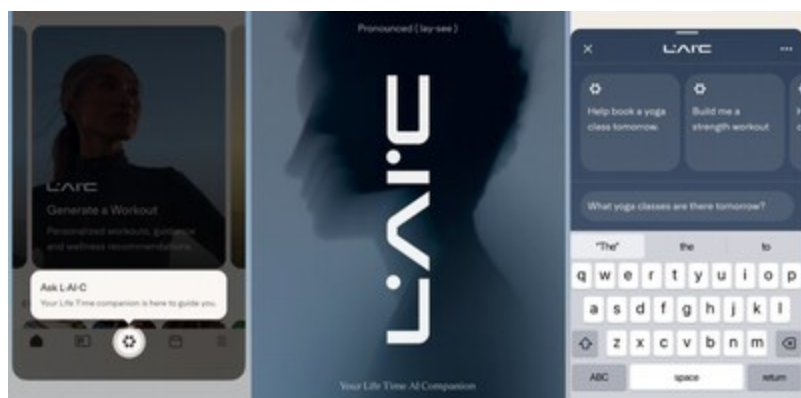 L·AI·C
Generate a Workout
Personalized workouts, guidance
and wellness recommendations
Ask L·AI·C
Your Life Time companion is here to guide you.
Pronounced ( lay-see )
L·AI·C
Your Life Time AI Companion
L·AI·C
Help book a yoga
class tomorrow.
Build me a
strength workout
What yoga classes are there tomorrow?
"The" the to
q w e r t y u i o p
a s d f g h j k l
z x c v b n m
ABC space return